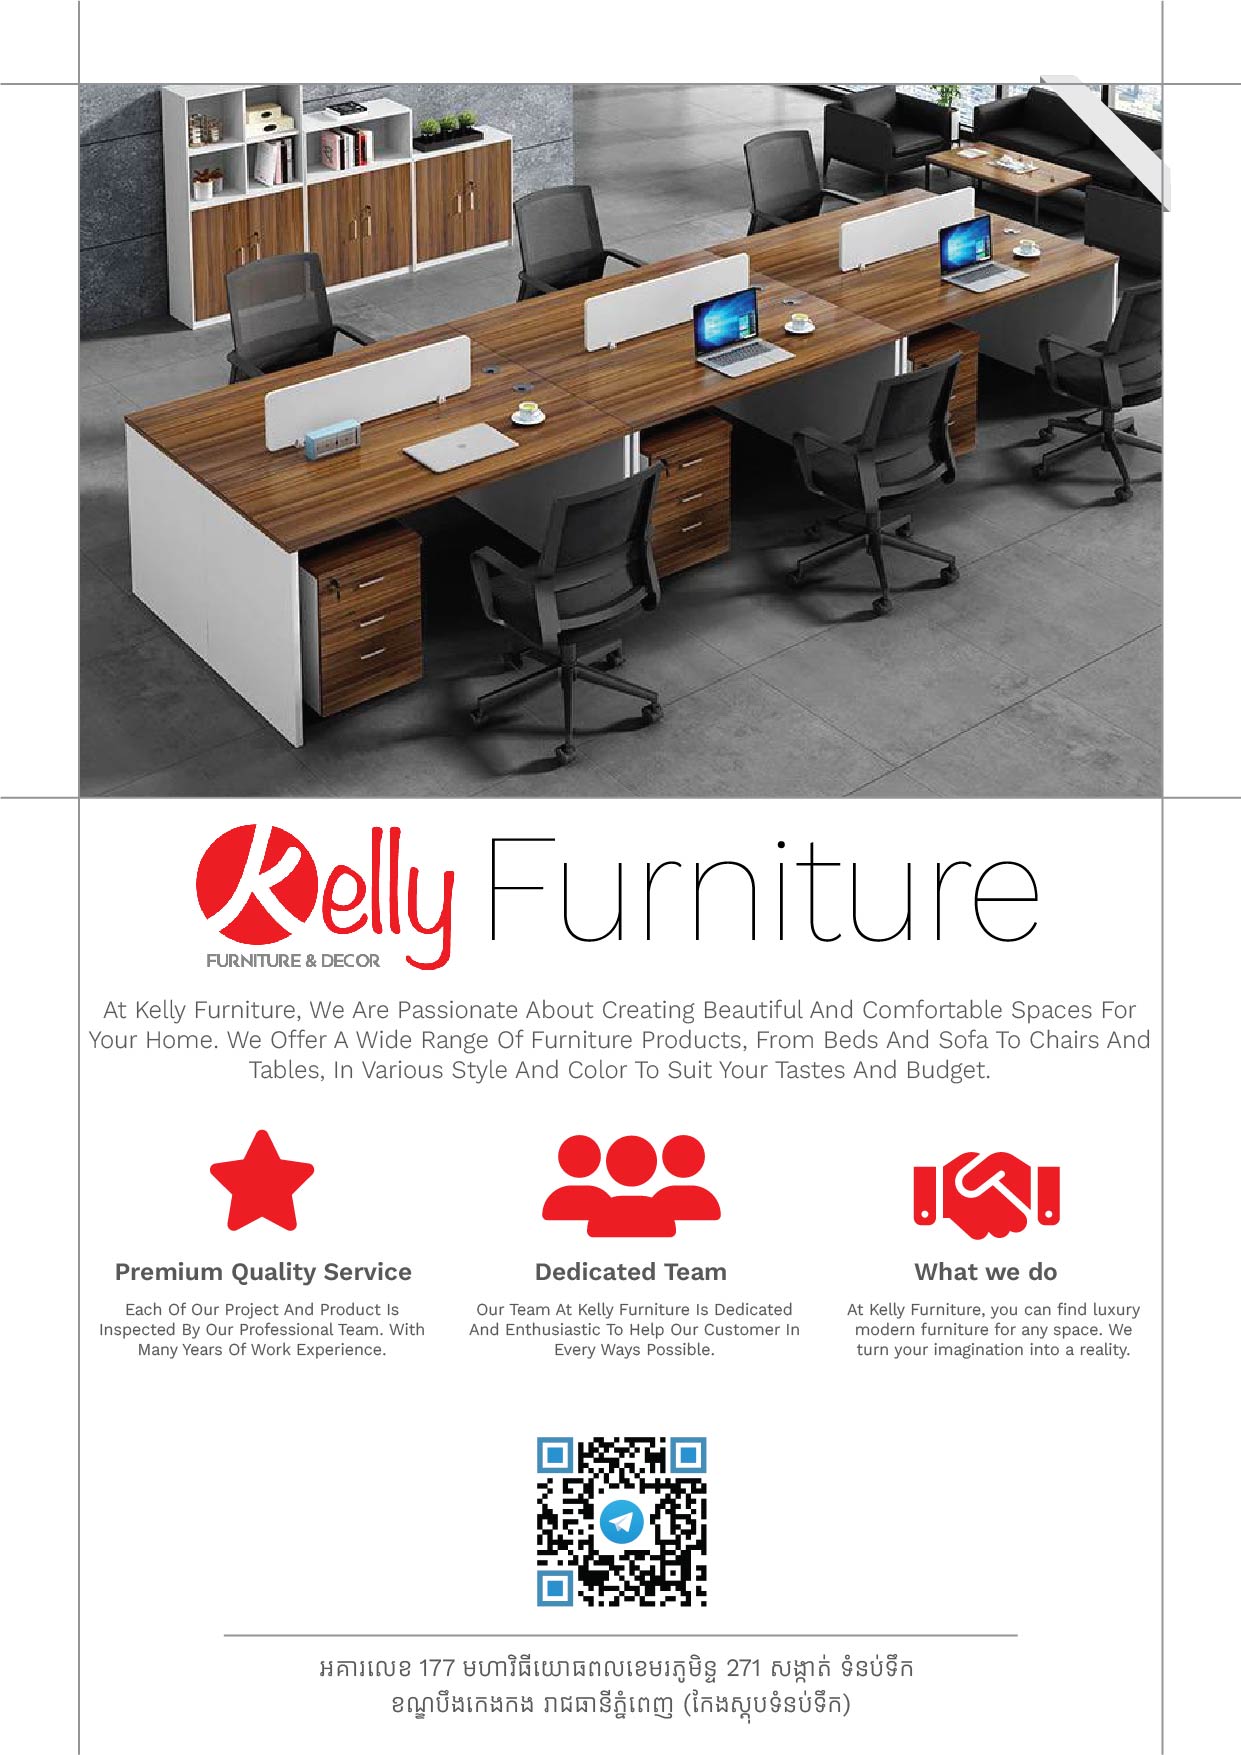 Kelly Furniture
FURNITURE & DECOR
At Kelly Furniture, We Are Passionate About Creating Beautiful And Comfortable Spaces For
Your Home. We Offer A Wide Range Of Furniture Products, From Beds And Sofa To Chairs And
Tables, In Various Style And Color To Suit Your Tastes And Budget.
Premium Quality Service
Each Of Our Project And Product Is
Inspected By Our Professional Team. With
Many Years Of Work Experience.
Dedicated Team
Our Team At Kelly Furniture Is Dedicated
And Enthusiastic To Help Our Customer In
Every Ways Possible.
What we do
At Kelly Furniture, you can find luxury
modern furniture for any space. We
turn your imagination into a reality.
អគារលេខ 177 មហាវិធីយោធពលខេមរភូមិន្ទ 271 សង្កាត់ ទំនប់ទឹក
ខណ្ឌបឹងកេងកង រាជធានីភ្នំពេញ (កែងស្តុបទំនប់ទឹក)